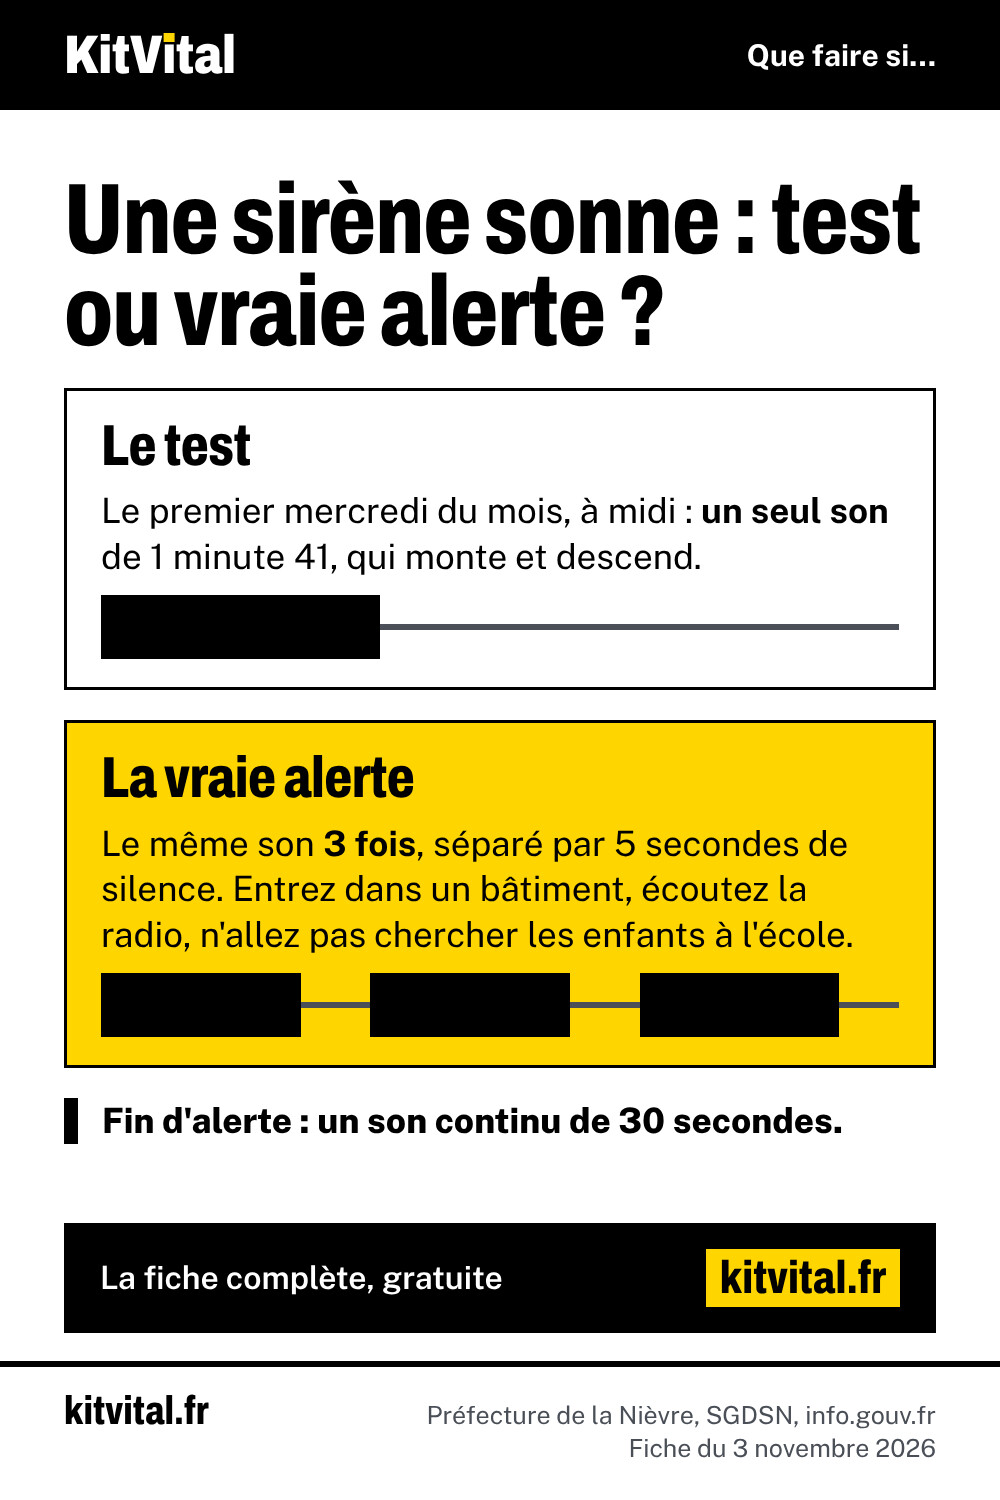 KitVital
Que faire si...
Une sirène sonne : test
ou vraie alerte ?
Le test
Le premier mercredi du mois, à midi : un seul son
de 1 minute 41, qui monte et descend.
La vraie alerte
Le même son 3 fois, séparé par 5 secondes de
silence. Entrez dans un bâtiment, écoutez la
radio, n'allez pas chercher les enfants à l'école.
Fin d'alerte : un son continu de 30 secondes.
La fiche complète, gratuite
kitvital.fr
kitvital.fr
Préfecture de la Nièvre, SGDSN, info.gouv.fr
Fiche du 3 novembre 2026